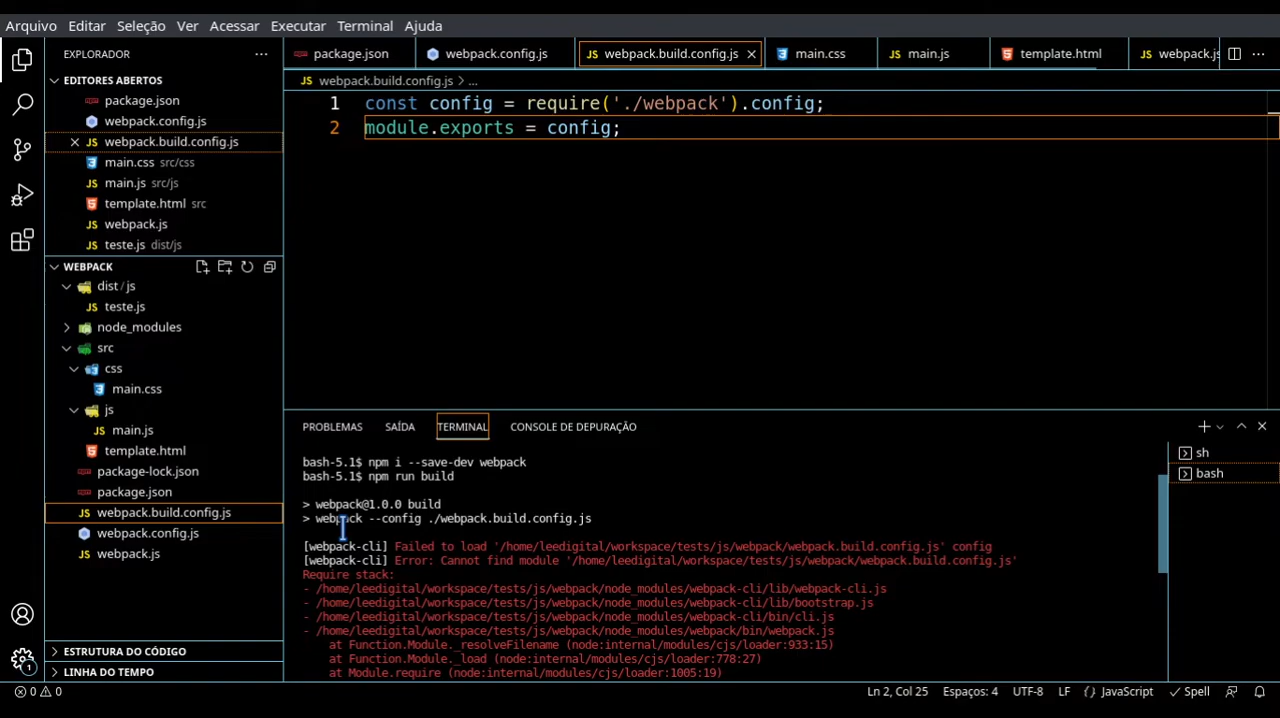 Arquivo Editar Seleção Ver Acessar Executar Terminal Ajuda
EXPLORADOR
package.json webpack.config.js webpack.build.config.js main.css main.js template.html webpack.js
EDITORES ABERTOS
package.json
webpack.config.js
webpack.build.config.js
main.css src/css
main.js src/js
template.html src
webpack.js
teste.js dist/js
WEBPACK
dist/js
teste.js
node_modules
src
css
main.css
js
main.js
template.html
package-lock.json
package.json
webpack.build.config.js
webpack.config.js
webpack.js
ESTRUTURA DO CÓDIGO
LINHA DO TEMPO
webpack.build.config.js > ...
1 const config = require('./webpack').config;
2 module.exports = config;
PROBLEMAS SAÍDA TERMINAL CONSOLE DE DEPURAÇÃO
bash-5.1$ npm i --save-dev webpack
bash-5.1$ npm run build
> webpack@1.0.0 build
> webpack --config ./webpack.build.config.js
[webpack-cli] Failed to load '/home/leedigital/workspace/tests/js/webpack/webpack.build.config.js' config
[webpack-cli] Error: Cannot find module '/home/leedigital/workspace/tests/js/webpack/webpack.build.config.js'
Require stack:
- /home/leedigital/workspace/tests/js/webpack/node_modules/webpack-cli/lib/webpack-cli.js
- /home/leedigital/workspace/tests/js/webpack/node_modules/webpack-cli/lib/bootstrap.js
- /home/leedigital/workspace/tests/js/webpack/node_modules/webpack-cli/bin/cli.js
- /home/leedigital/workspace/tests/js/webpack/node_modules/webpack/bin/webpack.js
at Function.Module._resolveFilename (node:internal/modules/cjs/loader:933:15)
at Function.Module._load (node:internal/modules/cjs/loader:778:27)
at Module.require (node:internal/modules/cjs/loader:1005:19)
sh
bash
1
0 0 Ln 2, Col 25 Espaços: 4 UTF-8 LF {} JavaScript Spell